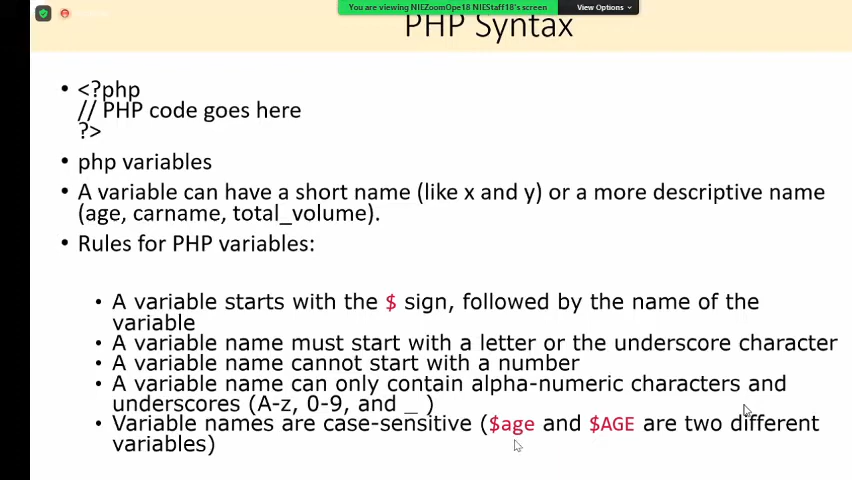 You are viewing NIEZoomOpe18 NIEStaff18's screen
View Options
PHP Syntax
• <?php
// PHP code goes here
?>
• php variables
• A variable can have a short name (like x and y) or a more descriptive name
(age, carname, total_volume).
• Rules for PHP variables:
• A variable starts with the $ sign, followed by the name of the
variable
• A variable name must start with a letter or the underscore character
• A variable name cannot start with a number
• A variable name can only contain alpha-numeric characters and
underscores (A-z, 0-9, and _ )
• Variable names are case-sensitive ($age and $AGE are two different
variables)